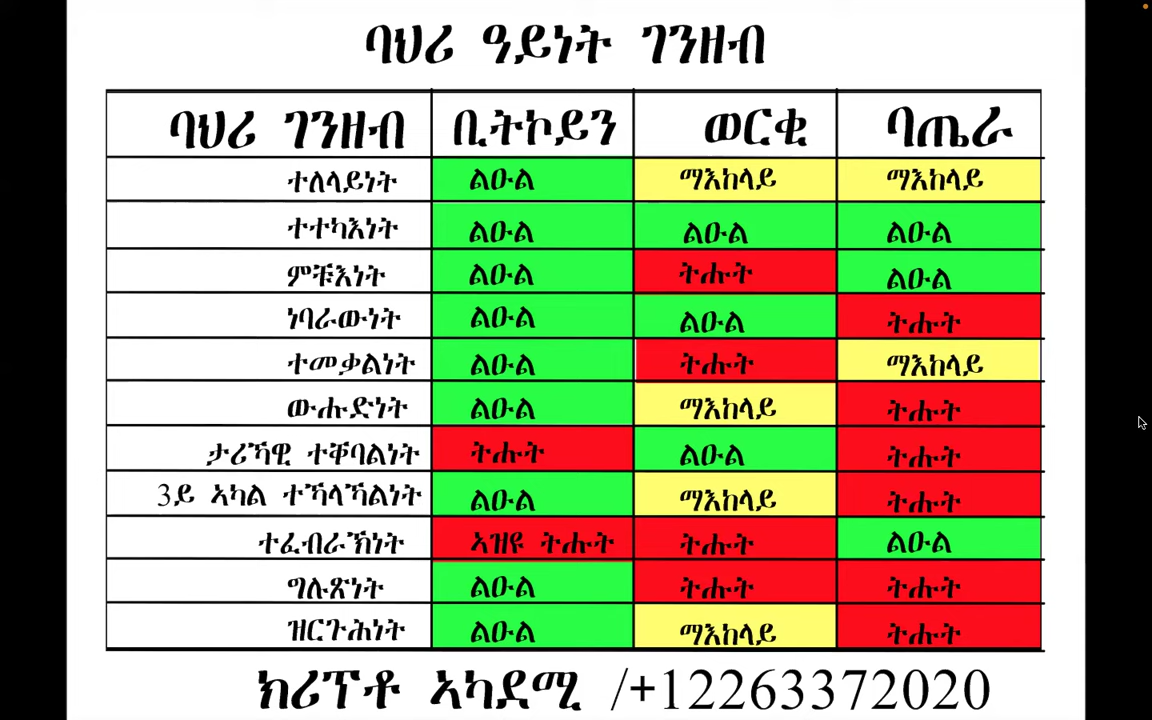 ባህሪ ዓይነት ገንዘብ
ባህሪ ገንዘብ ቢትኮይን ወርቂ ባጤራ
ተለላይነት ልዑል ማእከላይ ማእከላይ
ተተካእነት ልዑል ልዑል ልዑል
ምቹእነት ልዑል ትሑት ልዑል
ነባራውነት ልዑል ልዑል ትሑት
ተመቃልነት ልዑል ትሑት ማእከላይ
ውሑድነት ልዑል ማእከላይ ትሑት
ታሪኻዊ ተቐባልነት ትሑት ልዑል ትሑት
3ይ ኣካል ተኻላኻልነት ልዑል ማእከላይ ትሑት
ተፈብራኽነት ኣዝዩ ትሑት ትሑት ልዑል
ግሉጽነት ልዑል ትሑት ትሑት
ዝርጉሕነት ልዑል ማእከላይ ትሑት
ክሪፕቶ ኣካደሚ /+12263372020